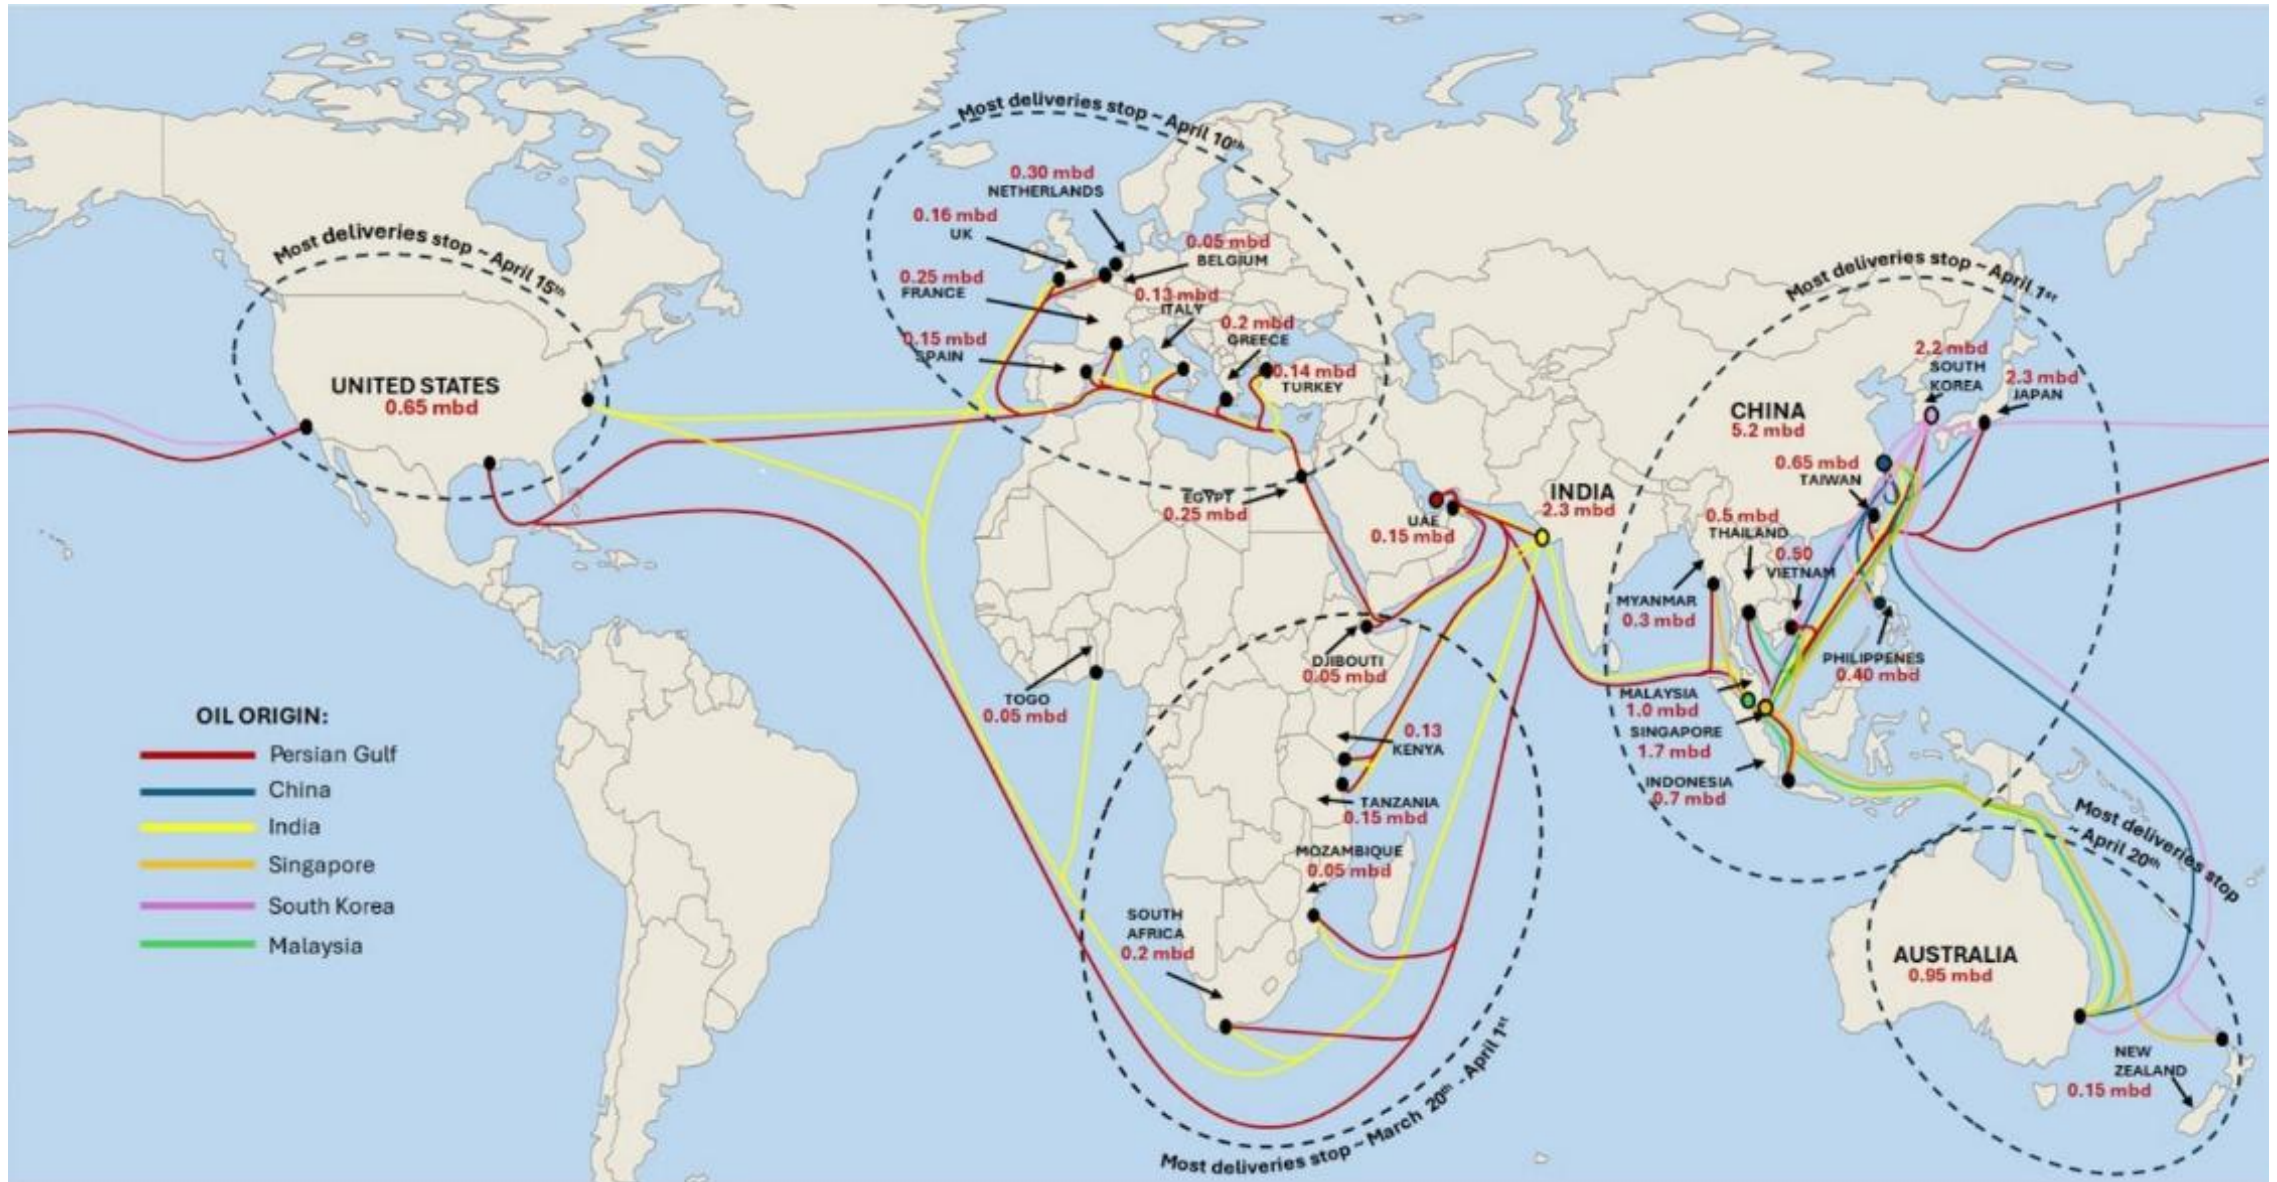 Most deliveries stop ~ April 10th
0.30 mbd
NETHERLANDS
0.16 mbd
UK
0.05 mbd
BELGIUM
0.25 mbd
FRANCE
0.13 mbd
ITALY
0.2 mbd
GREECE
0.15 mbd
SPAIN
0.14 mbd
TURKEY
Most deliveries stop ~ April 15th
UNITED STATES
0.65 mbd
Most deliveries stop ~ April 1st
2.2 mbd
SOUTH
KOREA
2.3 mbd
JAPAN
CHINA
5.2 mbd
0.65 mbd
TAIWAN
EGYPT
0.25 mbd
UAE
0.15 mbd
INDIA
2.3 mbd
0.5 mbd
THAILAND
0.50
VIETNAM
MYANMAR
0.3 mbd
PHILIPPENES
0.40 mbd
MALAYSIA
1.0 mbd
SINGAPORE
1.7 mbd
INDONESIA
0.7 mbd
DJIBOUTI
0.05 mbd
TOGO
0.05 mbd
0.13
KENYA
TANZANIA
0.15 mbd
MOZAMBIQUE
0.05 mbd
SOUTH
AFRICA
0.2 mbd
Most deliveries stop ~ March 20th - April 1st
Most deliveries stop
~ April 20th
AUSTRALIA
0.95 mbd
NEW
ZEALAND
0.15 mbd
OIL ORIGIN:
Persian Gulf
China
India
Singapore
South Korea
Malaysia